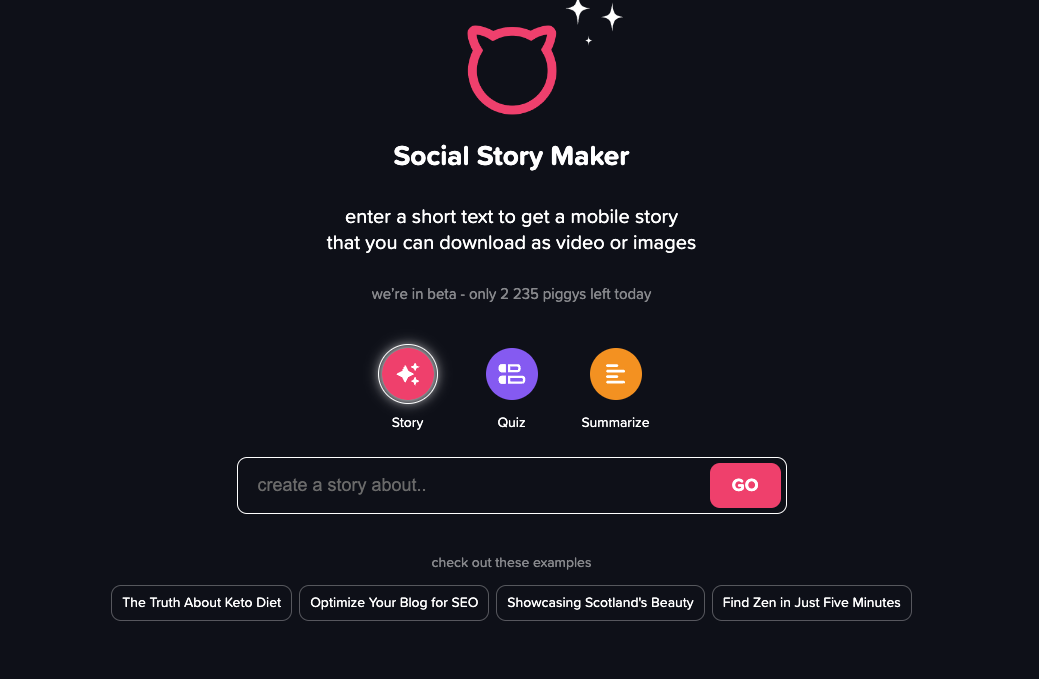 Social Story Maker
enter a short text to get a mobile story
that you can download as video or images
we're in beta - only 2 235 piggys left today
Story
Quiz
Summarize
create a story about..
GO
check out these examples
The Truth About Keto Diet
Optimize Your Blog for SEO
Showcasing Scotland's Beauty
Find Zen in Just Five Minutes